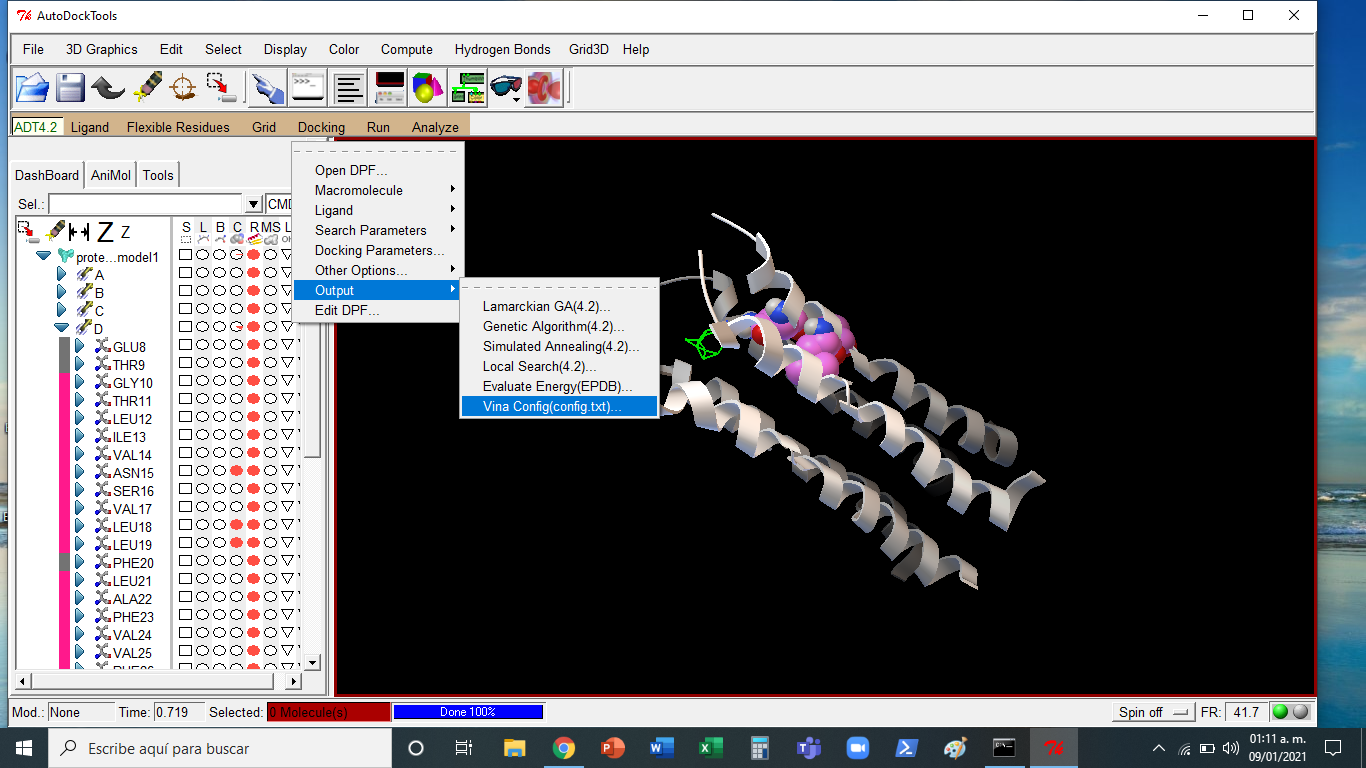 AutoDockTools
File 3D Graphics Edit Select Display Color Compute Hydrogen Bonds Grid3D Help
>>>
ADT4.2 Ligand Flexible Residues Grid Docking Run Analyze
DashBoard AniMol Tools
Sel.:
S L B C R MS L
Z Z
prote...model1
A
B
C
D
GLU8
THR9
GLY10
THR11
LEU12
ILE13
VAL14
ASN15
SER16
VAL17
LEU18
LEU19
PHE20
LEU21
ALA22
PHE23
VAL24
VAL25
Open DPF...
Macromolecule
Ligand
Search Parameters
Docking Parameters...
Other Options...
Output
Edit DPF...
Lamarckian GA(4.2)...
Genetic Algorithm(4.2)...
Simulated Annealing(4.2)...
Local Search(4.2)...
Evaluate Energy(EPDB)...
Vina Config(config.txt)...
Mod.: None Time: 0.719 Selected: 0 Molecule(s) Done 100% Spin off FR: 41.7
Escribe aquí para buscar
01:11 a. m.
09/01/2021